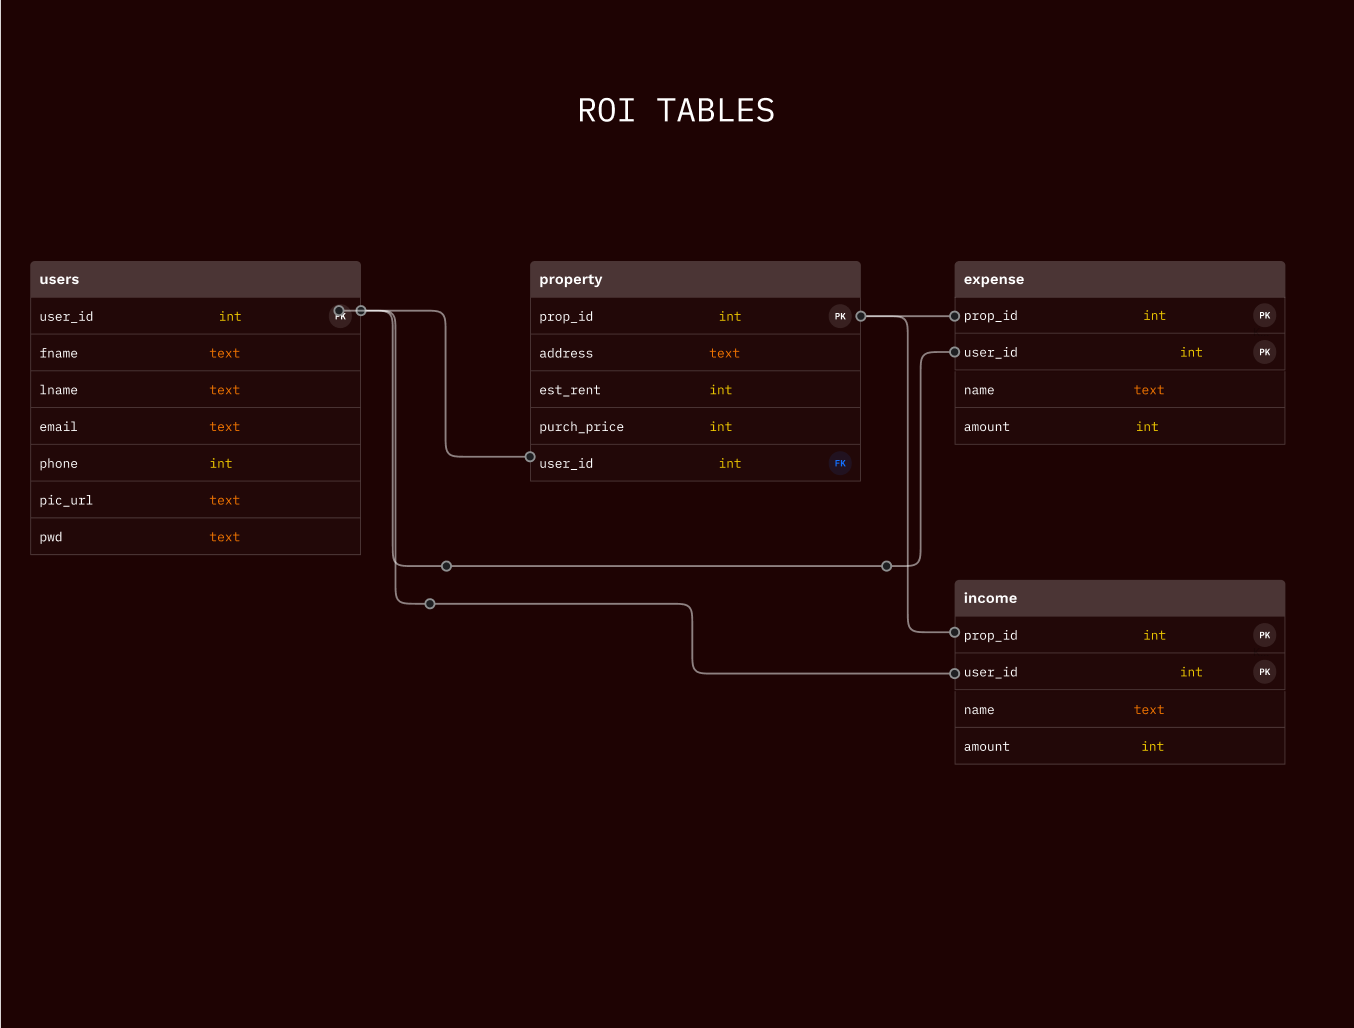 ROI TABLES
users
user_id int PK
fname text
lname text
email text
phone int
pic_url text
pwd text
property
prop_id int PK
address text
est_rent int
purch_price int
user_id int FK
expense
prop_id int PK
user_id int PK
name text
amount int
income
prop_id int PK
user_id int PK
name text
amount int